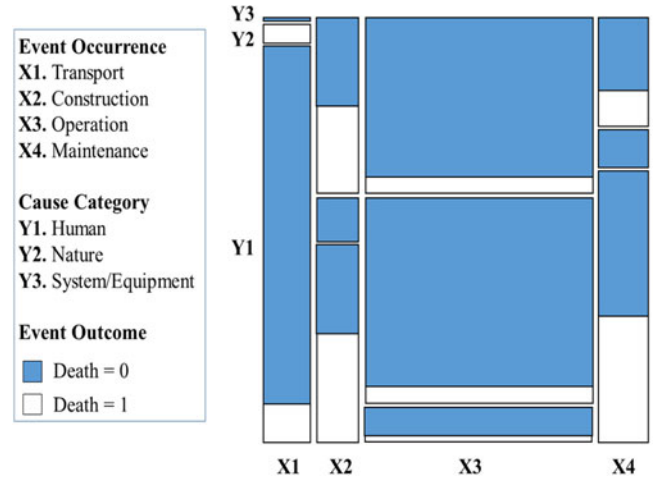 Event Occurrence
X1. Transport
X2. Construction
X3. Operation
X4. Maintenance
Cause Category
Y1. Human
Y2. Nature
Y3. System/Equipment
Event Outcome
Death = 0
Death = 1
Y3
Y2
Y1
X1 X2 X3 X4